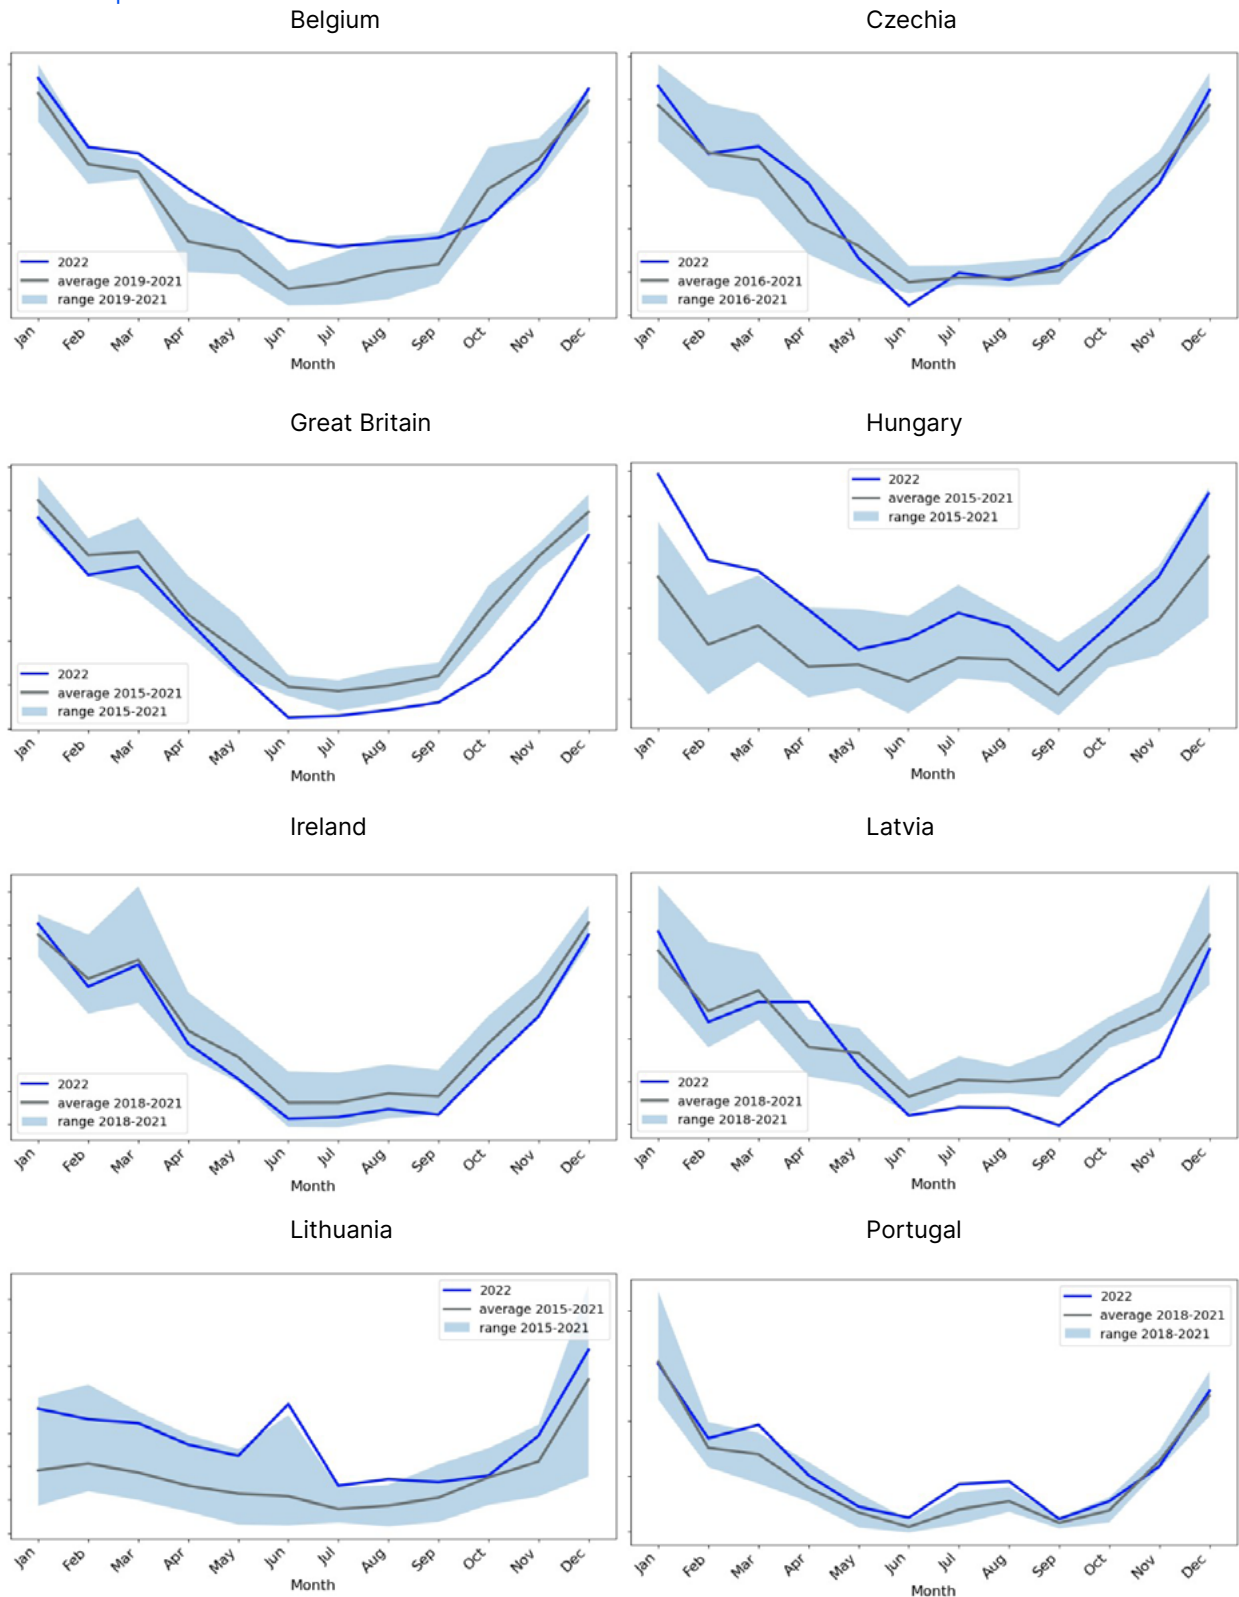 Belgium
Czechia
2022
average 2019-2021
range 2019-2021
Jan Feb Mar Apr May Jun Jul Aug Sep Oct Nov Dec
Month
2022
average 2016-2021
range 2016-2021
Jan Feb Mar Apr May Jun Jul Aug Sep Oct Nov Dec
Month
Great Britain
Hungary
2022
average 2015-2021
range 2015-2021
Jan Feb Mar Apr May Jun Jul Aug Sep Oct Nov Dec
Month
2022
average 2015-2021
range 2015-2021
Jan Feb Mar Apr May Jun Jul Aug Sep Oct Nov Dec
Month
Ireland
Latvia
2022
average 2018-2021
range 2018-2021
Jan Feb Mar Apr May Jun Jul Aug Sep Oct Nov Dec
Month
2022
average 2018-2021
range 2018-2021
Jan Feb Mar Apr May Jun Jul Aug Sep Oct Nov Dec
Month
Lithuania
Portugal
2022
average 2015-2021
range 2015-2021
Jan Feb Mar Apr May Jun Jul Aug Sep Oct Nov Dec
Month
2022
average 2018-2021
range 2018-2021
Jan Feb Mar Apr May Jun Jul Aug Sep Oct Nov Dec
Month